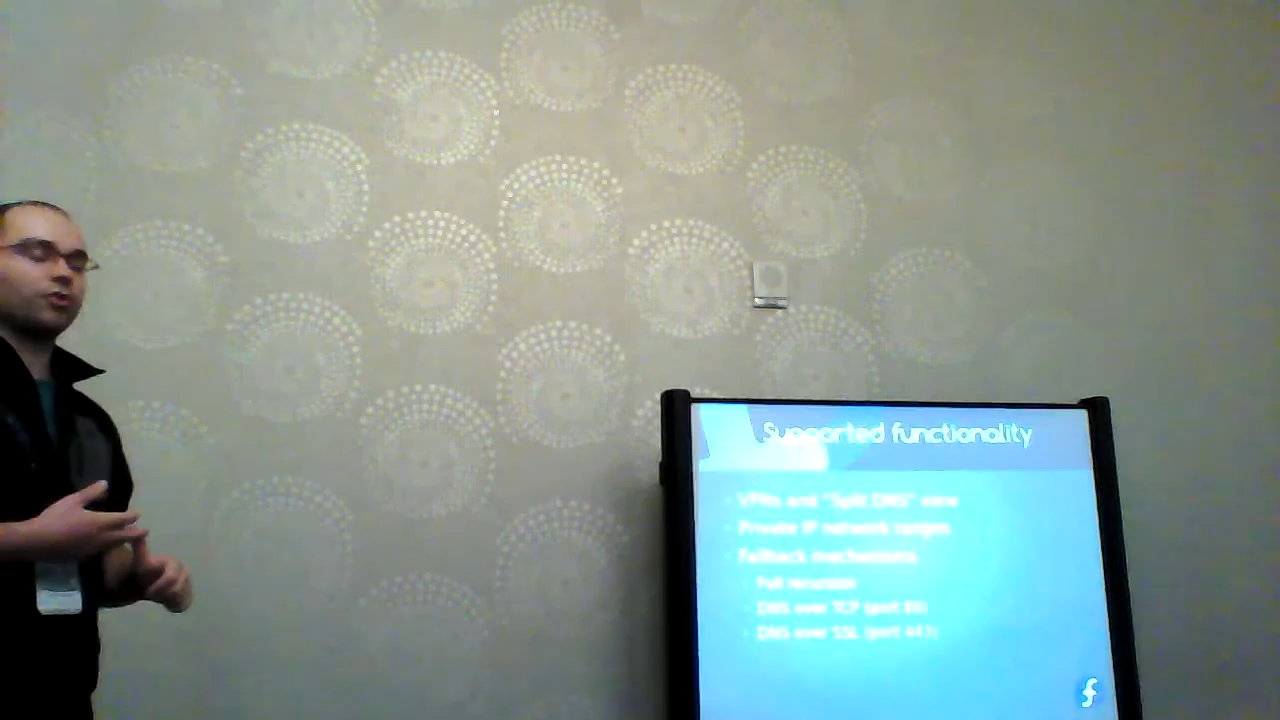 Supported functionality
VPNs and "Split DNS" view
Private IP network ranges
Fallback mechanisms
Full recursion
DNS over TCP (port 80)
DNS over SSL (port 443)